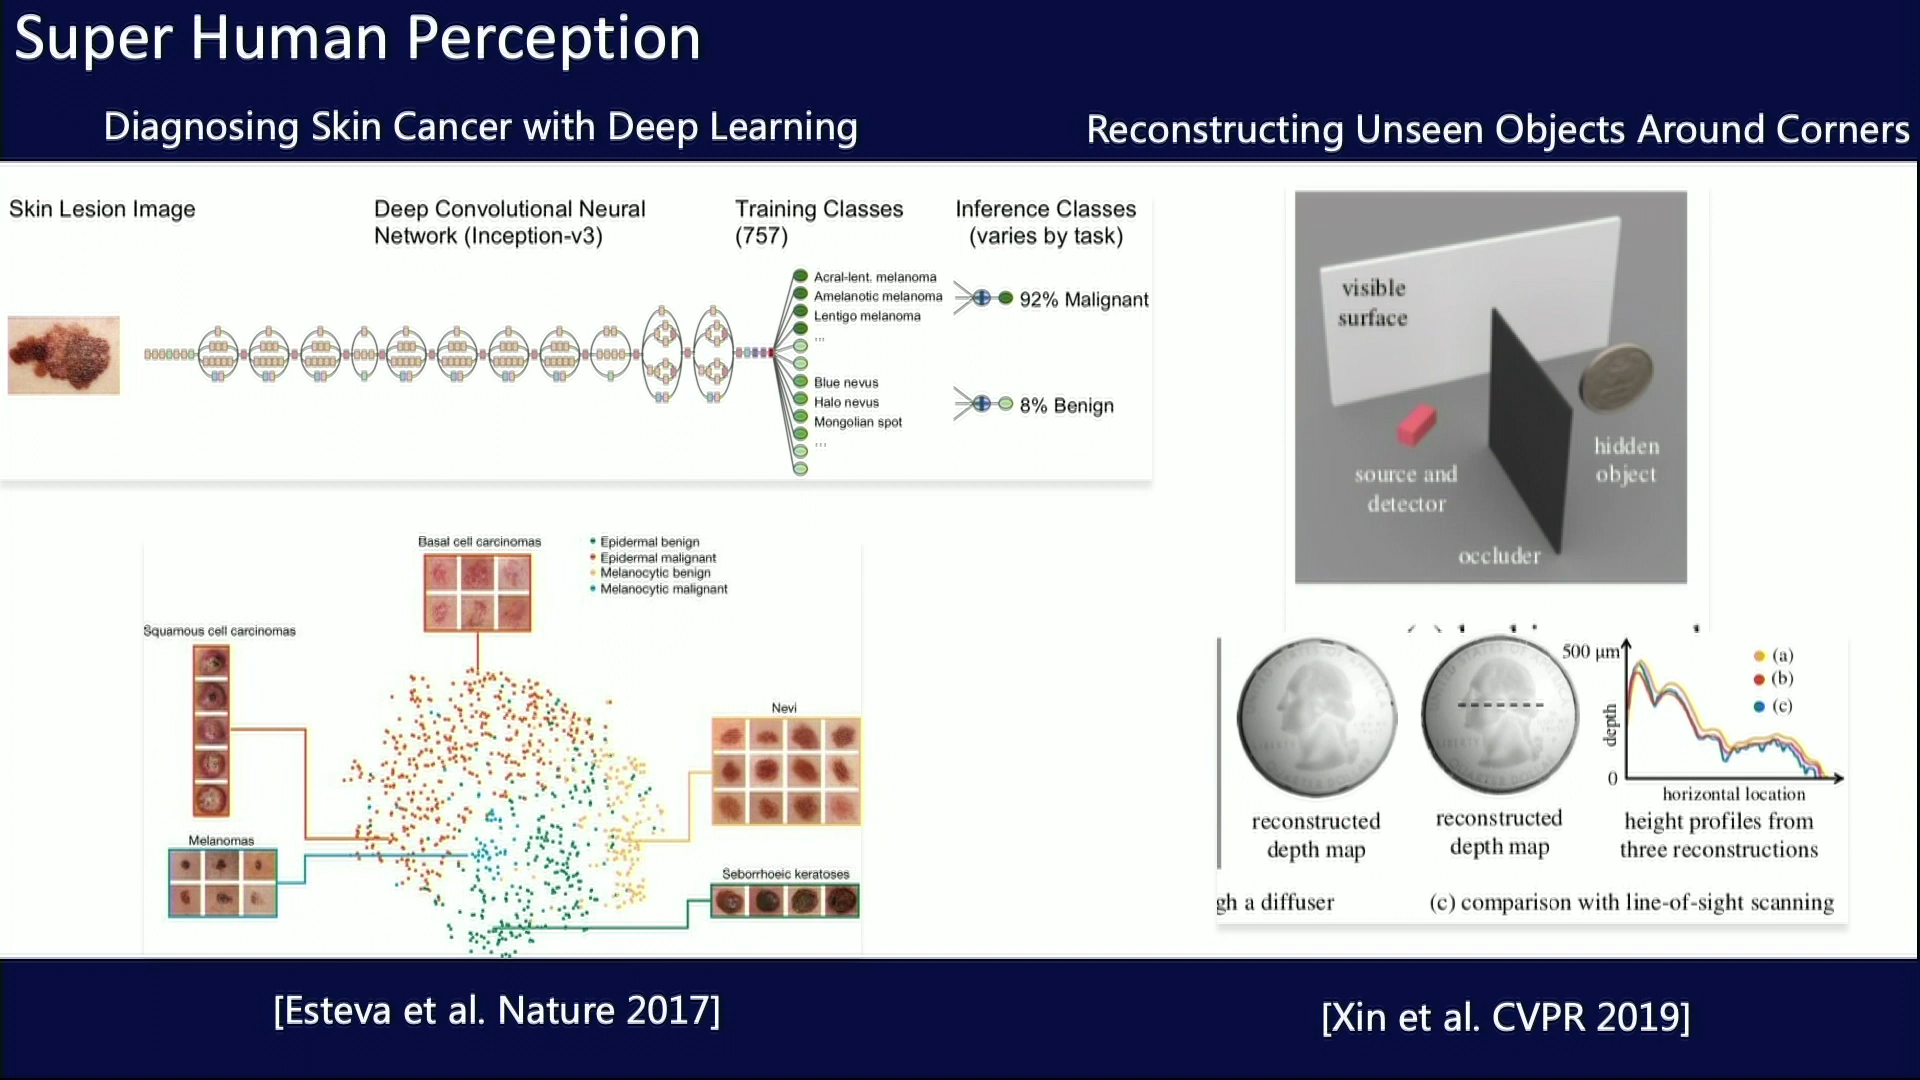 Super Human Perception
Diagnosing Skin Cancer with Deep Learning
Reconstructing Unseen Objects Around Corners
Skin Lesion Image
Deep Convolutional Neural
Network (Inception-v3)
Training Classes
(757)
Inference Classes
(varies by task)
Acral-lent. melanoma
Amelanotic melanoma
Lentigo melanoma
...
Blue nevus
Halo nevus
Mongolian spot
...
92% Malignant
8% Benign
Basal cell carcinomas
Epidermal benign
Epidermal malignant
Melanocytic benign
Melanocytic malignant
Squamous cell carcinomas
Melanomas
Nevi
Seborrhoeic keratoses
visible
surface
source and
detector
hidden
object
occluder
reconstructed
depth map
reconstructed
depth map
500 μm
depth
0
(a)
(b)
(c)
horizontal location
height profiles from
three reconstructions
gh a diffuser
(c) comparison with line-of-sight scanning
[Esteva et al. Nature 2017]
[Xin et al. CVPR 2019]